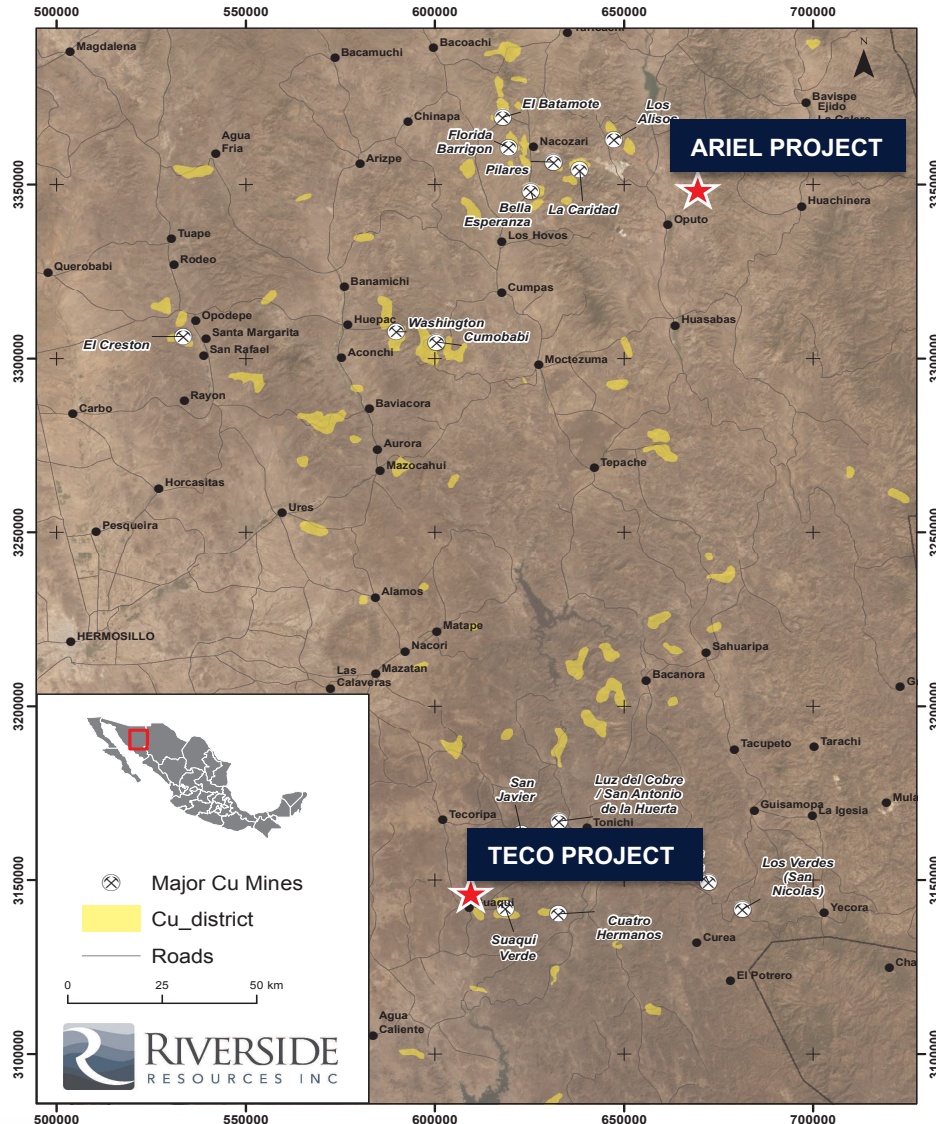 500000
550000
600000
650000
700000
Magdalena
Bacamuchi
Bacoachi
Bavispe
Ejido
El Batamote
Los
Alisos
Chinapa
Florida
Barrigon
Nacozari
Agua
Fria
Arizpe
Pilares
ARIEL PROJECT
3350000
3350000
La Caridad
Bella
Esperanza
Huachinera
Oputo
Tuape
Los Hovos
Querobabi
Rodeo
Banamichi
Cumpas
Opodepe
Huepac
Washington
Huasabas
El Creston
Santa Margarita
Cumobabi
San Rafael
Aconchi
Moctezuma
3300000
3300000
Rayon
Carbo
Baviacora
Aurora
Mazocahui
Tepache
Horcasitas
Ures
Pesqueira
3250000
3250000
Alamos
Matape
HERMOSILLO
Nacori
Sahuaripa
Las
Calaveras
Mazatan
Bacanora
3200000
3200000
Tacupeto
Tarachi
San
Javier
Luz del Cobre
/ San Antonio
de la Huerta
Tecoripa
Tonichi
Guisamopa
La Igesia
TECO PROJECT
Los Verdes
(San
Nicolas)
3150000
3150000
Yecora
Suaqui
Verde
Cuatro
Hermanos
Curea
El Potrero
Agua
Caliente
3100000
3100000
N
Major Cu Mines
Cu_district
Roads
0
25
50 km
RIVERSIDE
RESOURCES INC
500000
550000
600000
650000
700000